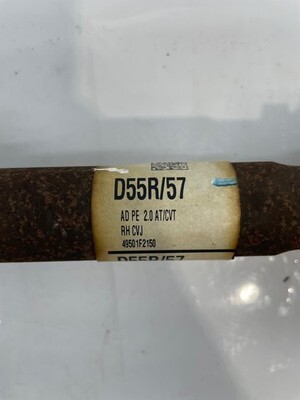 D55R/57
AD PE 2.0 AT/CVT
RH CVJ
49501F2150
D55R/57